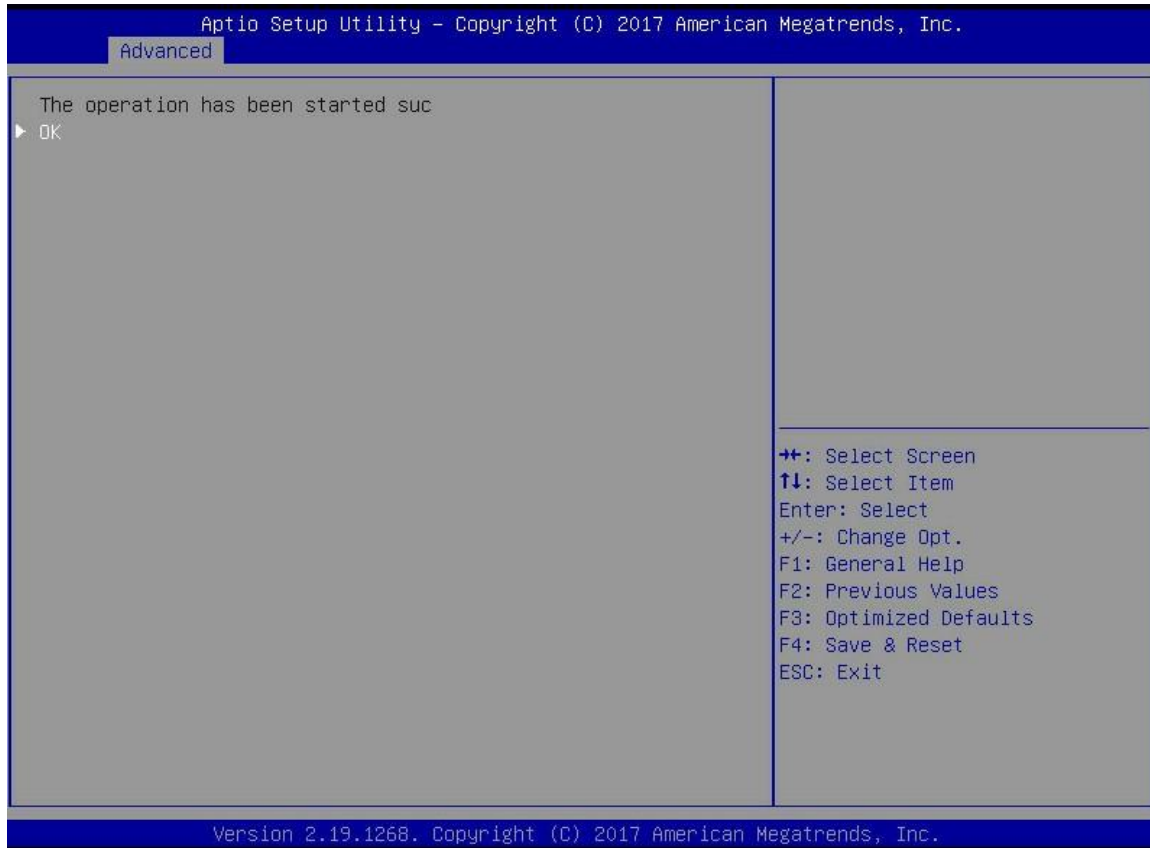 Aptio Setup Utility – Copyright (C) 2017 American Megatrends, Inc.
Advanced
The operation has been started suc
▶ OK
→←: Select Screen
↑↓: Select Item
Enter: Select
+/-: Change Opt.
F1: General Help
F2: Previous Values
F3: Optimized Defaults
F4: Save & Reset
ESC: Exit
Version 2.19.1268. Copyright (C) 2017 American Megatrends, Inc.